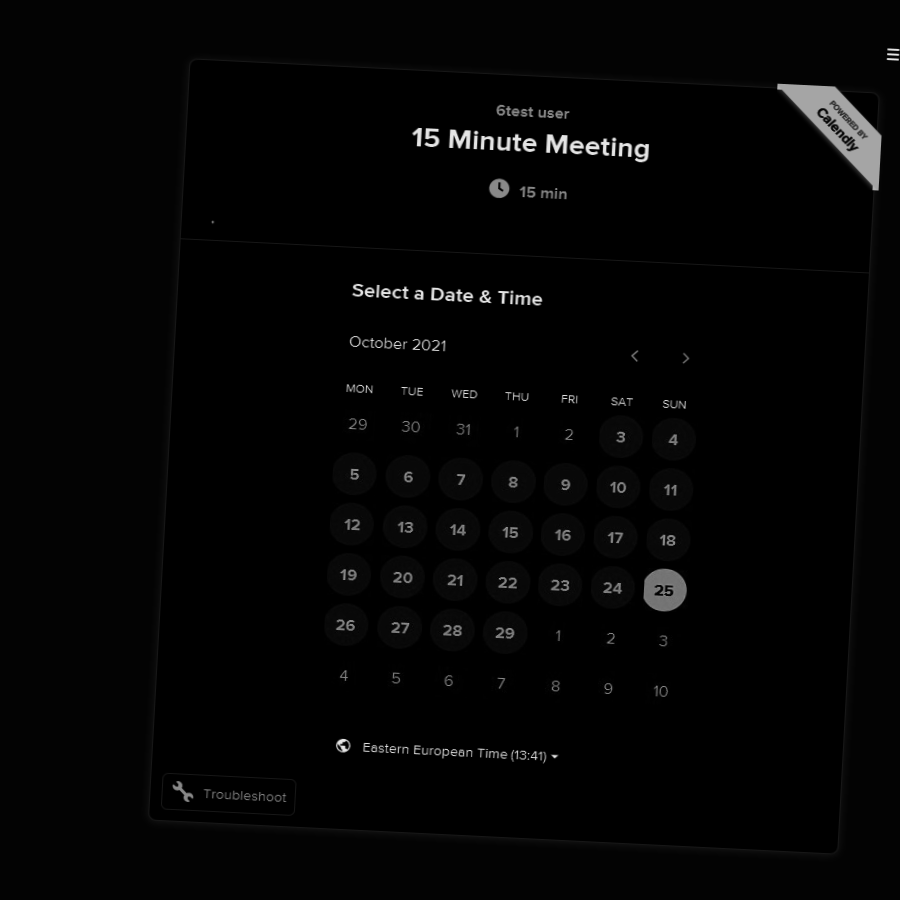 6test user
15 Minute Meeting
15 min
POWERED BY
Calendly
Select a Date & Time
October 2021
MON TUE WED THU FRI SAT SUN
29 30 31 1 2 3 4
5 6 7 8 9 10 11
12 13 14 15 16 17 18
19 20 21 22 23 24 25
26 27 28 29 1 2 3
4 5 6 7 8 9 10
Eastern European Time (13:41)
Troubleshoot